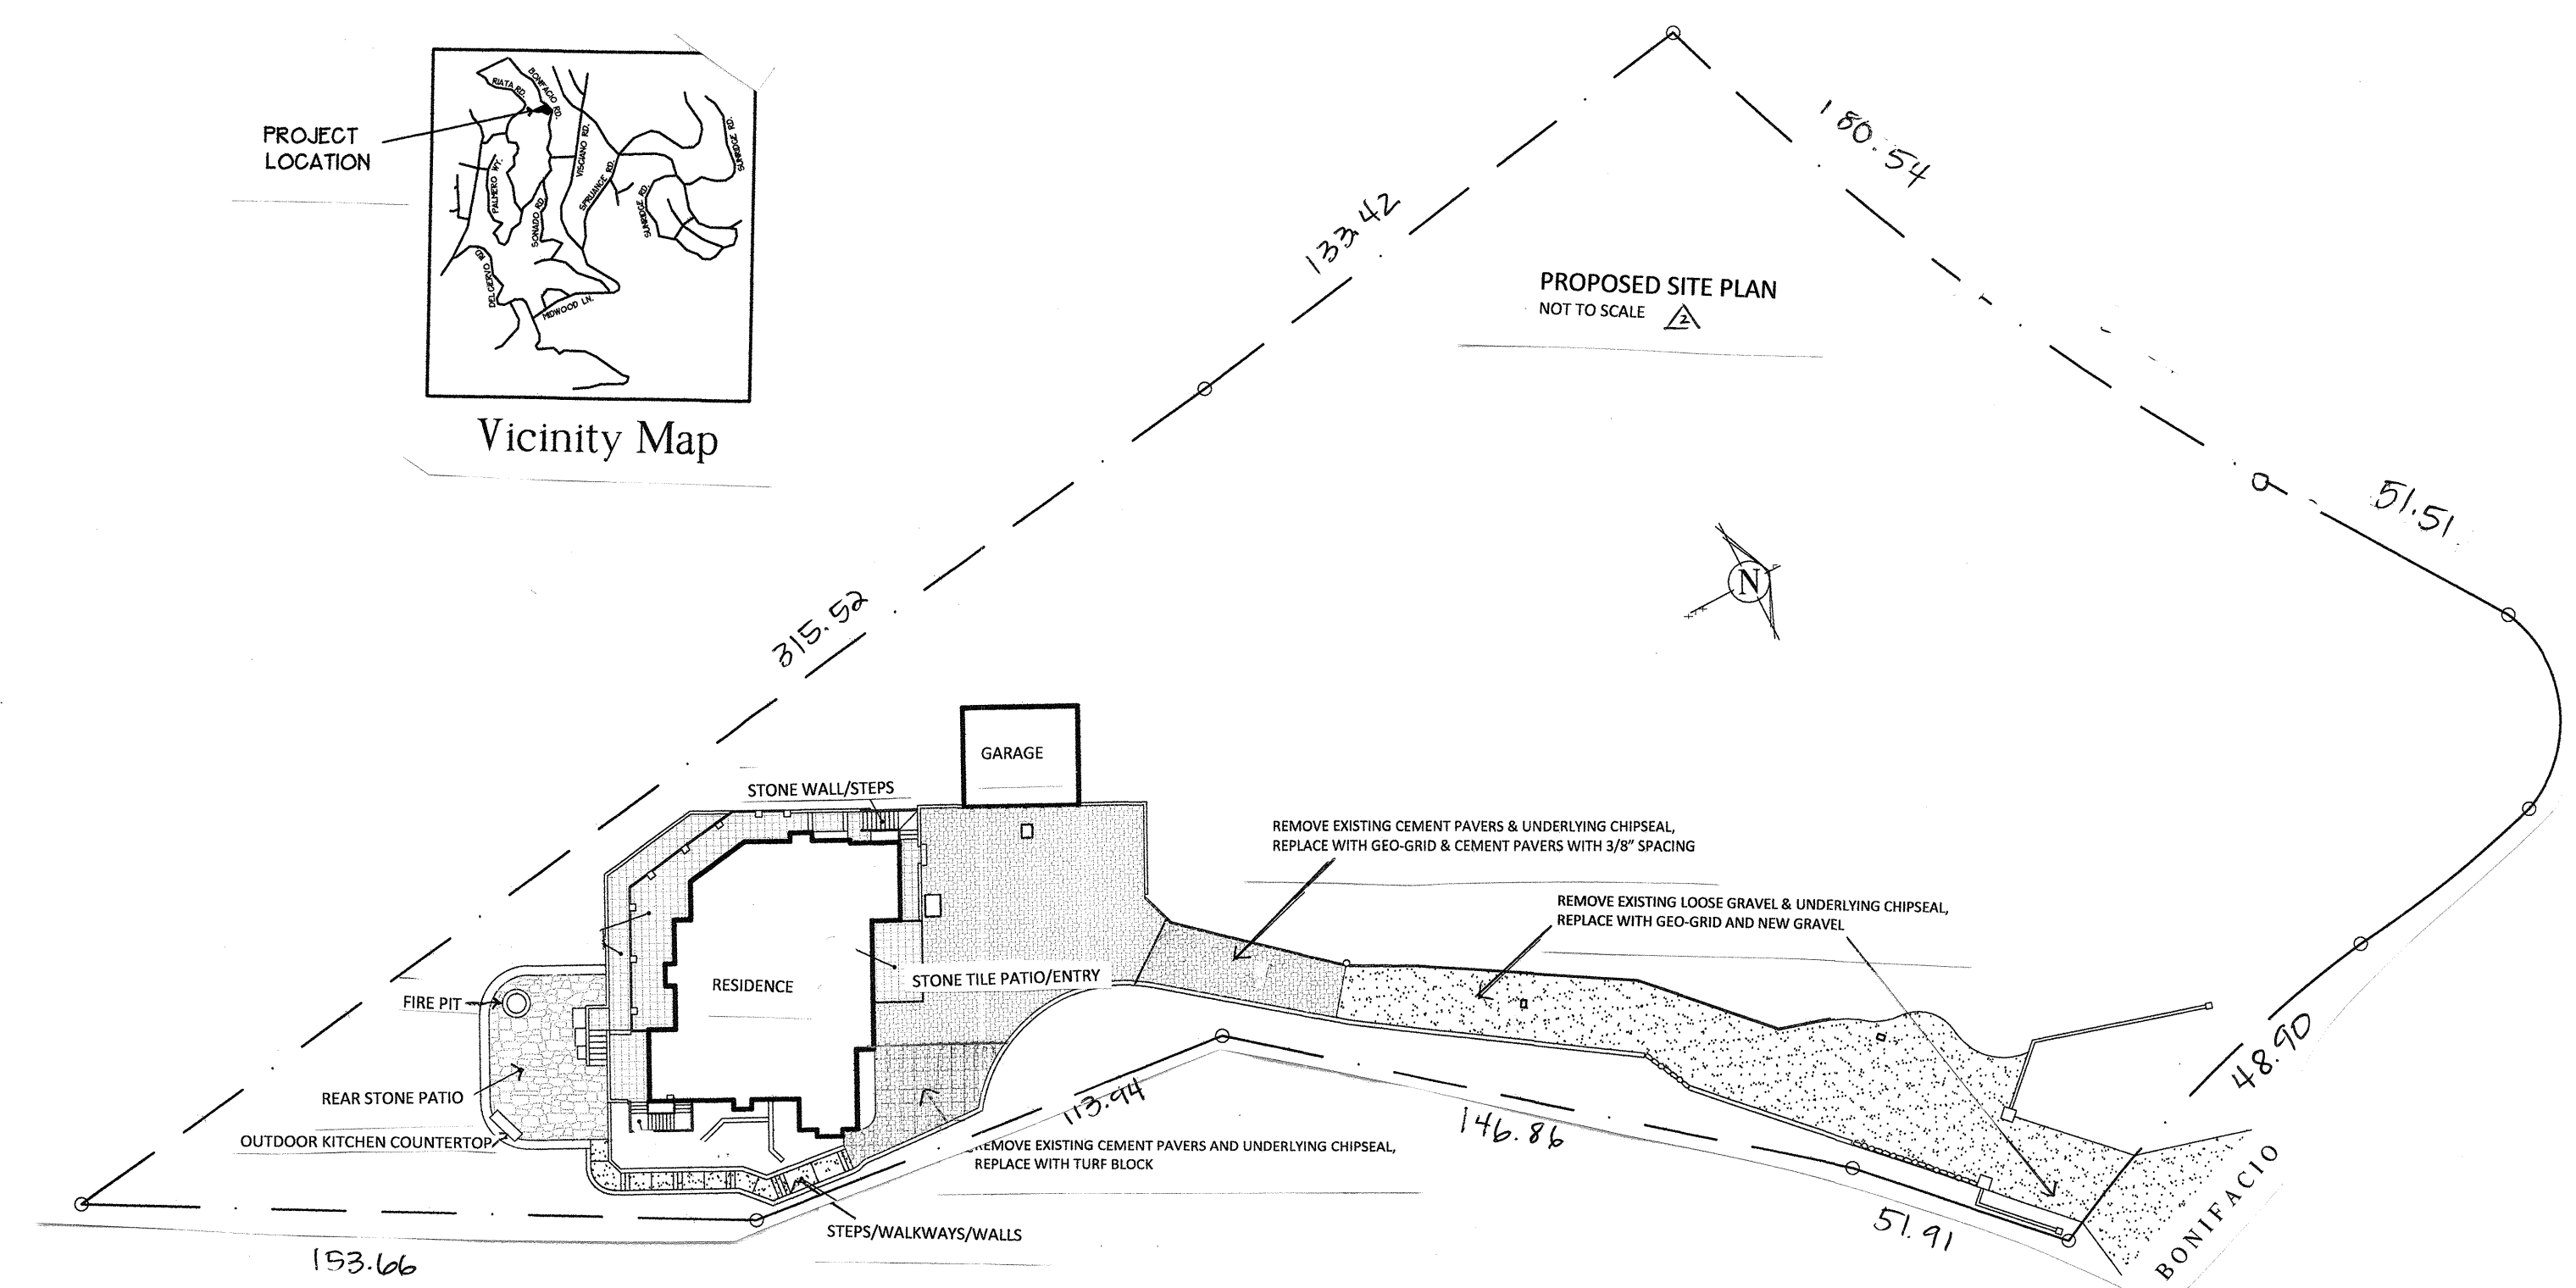 PROJECT
LOCATION
RIATA RD.
BONIFACIO RD.
VISCIANO RD.
SPRUANCE RD.
SUNRIDGE RD.
SUNRIDGE RD.
PALMERO WY.
SONADO RD.
DEL CIERVO RD
MIDWOOD LN.
Vicinity Map
180.54
133.42
PROPOSED SITE PLAN
NOT TO SCALE
2
51.51
N
315.52
GARAGE
STONE WALL/STEPS
REMOVE EXISTING CEMENT PAVERS & UNDERLYING CHIPSEAL,
REPLACE WITH GEO-GRID & CEMENT PAVERS WITH 3/8" SPACING
REMOVE EXISTING LOOSE GRAVEL & UNDERLYING CHIPSEAL,
REPLACE WITH GEO-GRID AND NEW GRAVEL
STONE TILE PATIO/ENTRY
RESIDENCE
FIRE PIT
REAR STONE PATIO
OUTDOOR KITCHEN COUNTERTOP
48.90
113.94
146.86
REMOVE EXISTING CEMENT PAVERS AND UNDERLYING CHIPSEAL,
REPLACE WITH TURF BLOCK
STEPS/WALKWAYS/WALLS
51.91
BONIFACIO
153.66